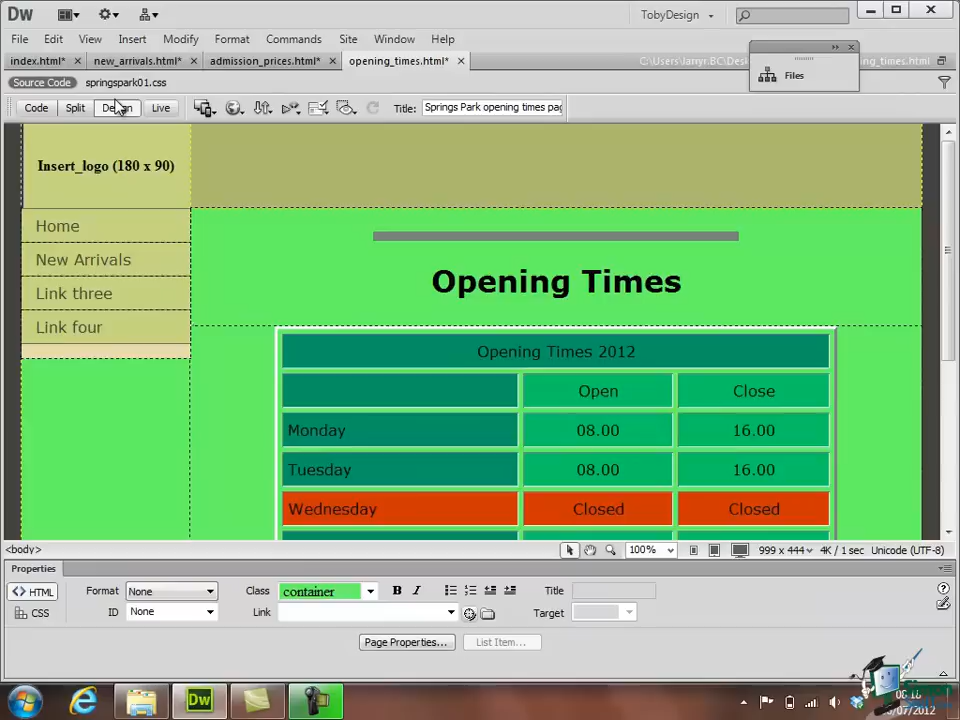 Dw
TobyDesign
File Edit View Insert Modify Format Commands Site Window Help
index.html* × new_arrivals.html* × admission_prices.html* × opening_times.html* ×
Source Code springspark01.css
Files
Code Split Design Live Title: Springs Park opening times pag
Insert_logo (180 x 90)
Home
New Arrivals
Link three
Link four
Opening Times
Opening Times 2012
Open Close
Monday 08.00 16.00
Tuesday 08.00 16.00
Wednesday Closed Closed
<body> 100% 999 x 444 4K / 1 sec Unicode (UTF-8)
Properties
<> HTML Format None Class container B I Title
CSS ID None Link Target
Page Properties... List Item...
Dw